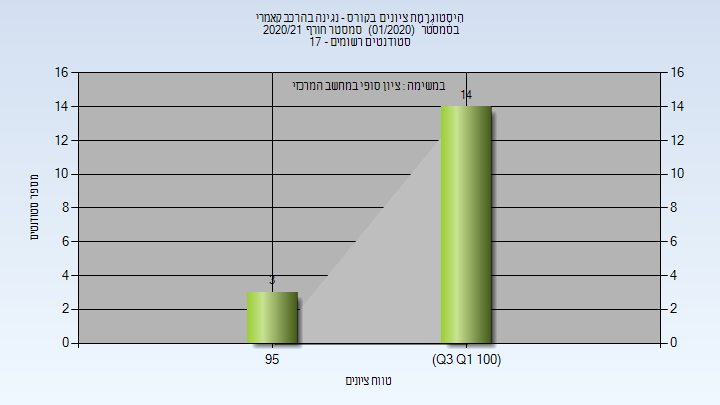 היסטוגרמת ציונים בקורס - נגינה בהרכב קאמרי
בסמסטר (01/2020) סמסטר חורף 2020/21
סטודנטים רשומים - 17
במשימה : ציון סופי במחשב המרכזי
16 16
14 14
12 12
10 10
8 8
6 6
4 4
2 2
0 0
14
3
מספר סטודנטים
95 (Q3 Q1 100)
טווח ציונים